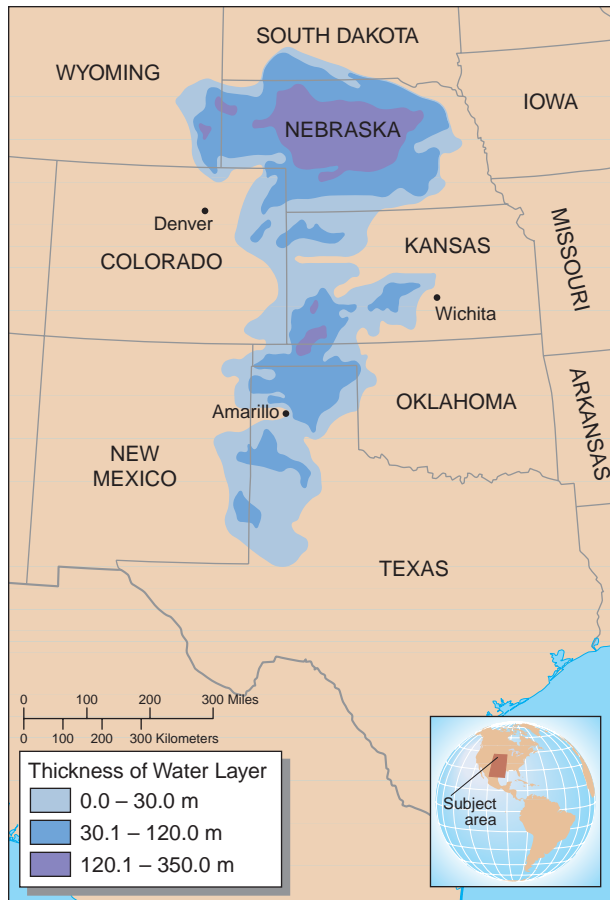 SOUTH DAKOTA
WYOMING
IOWA
NEBRASKA
Denver
COLORADO
KANSAS
MISSOURI
Wichita
Amarillo
OKLAHOMA
ARKANSAS
NEW
MEXICO
TEXAS
0 100 200 300 Miles
0 100 200 300 Kilometers
Thickness of Water Layer
0.0 – 30.0 m
30.1 – 120.0 m
120.1 – 350.0 m
Subject
area